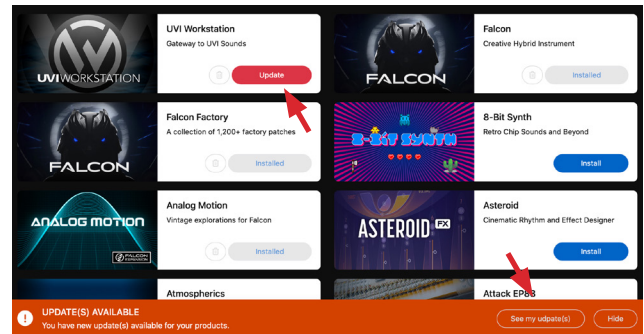 UVIWORKSTATION
UVI Workstation
Gateway to UVI Sounds
Update
FALCON
Falcon
Creative Hybrid Instrument
Installed
FALCON
Falcon Factory
A collection of 1,200+ factory patches
Installed
8-BIT SYNTH
8-Bit Synth
Retro Chip Sounds and Beyond
Install
ANALOG MOTION
FALCON
EXPANSION
Analog Motion
Vintage explorations for Falcon
Installed
ASTEROID FX
Asteroid
Cinematic Rhythm and Effect Designer
Install
Atmospherics
Attack EP88
! UPDATE(S) AVAILABLE
You have new update(s) available for your products.
See my udpate(s)
Hide